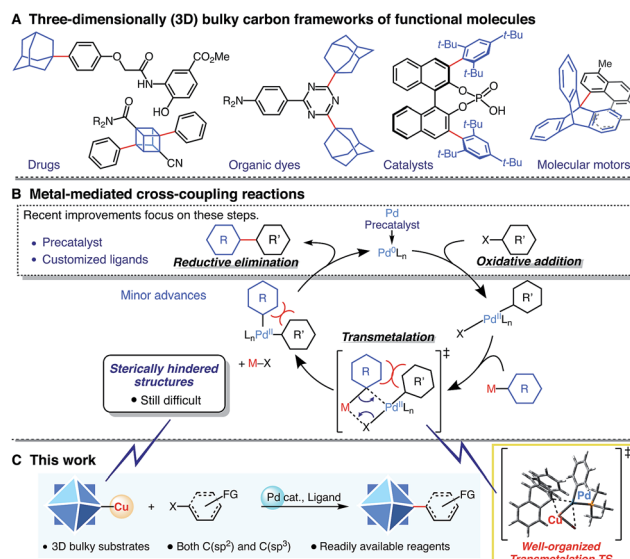 A Three-dimensionally (3D) bulky carbon frameworks of functional molecules
O
O
N
H
HO
CO₂Me
R₂N
O
CN
Drugs
R₂N
N
N
N
Organic dyes
t-Bu
t-Bu
t-Bu
O
O
P
O
OH
t-Bu
t-Bu
t-Bu
Catalysts
Me
Molecular motors
B Metal-mediated cross-coupling reactions
Recent improvements focus on these steps.
• Precatalyst
• Customized ligands
R
R'
Reductive elimination
Pd
Precatalyst
Pd⁰Lₙ
X
R'
Oxidative addition
Minor advances
R
LₙPdᴵᴵ
R'
+ M–X
R'
X
PdᴵᴵLₙ
M
R
Transmetalation
‡
R
R'
M
PdᴵᴵLₙ
X
Sterically hindered
structures
• Still difficult
C This work
Cu
+
X
FG
Pd cat., Ligand
FG
• 3D bulky substrates • Both C(sp²) and C(sp³) • Readily available reagents
‡
Pd
Cu
Well-organized
Transmetalation TS